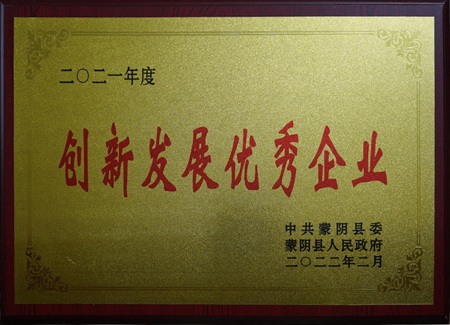 二〇二一年度
创新发展优秀企业
中共蒙阴县委
蒙阴县人民政府
二〇二二年二月